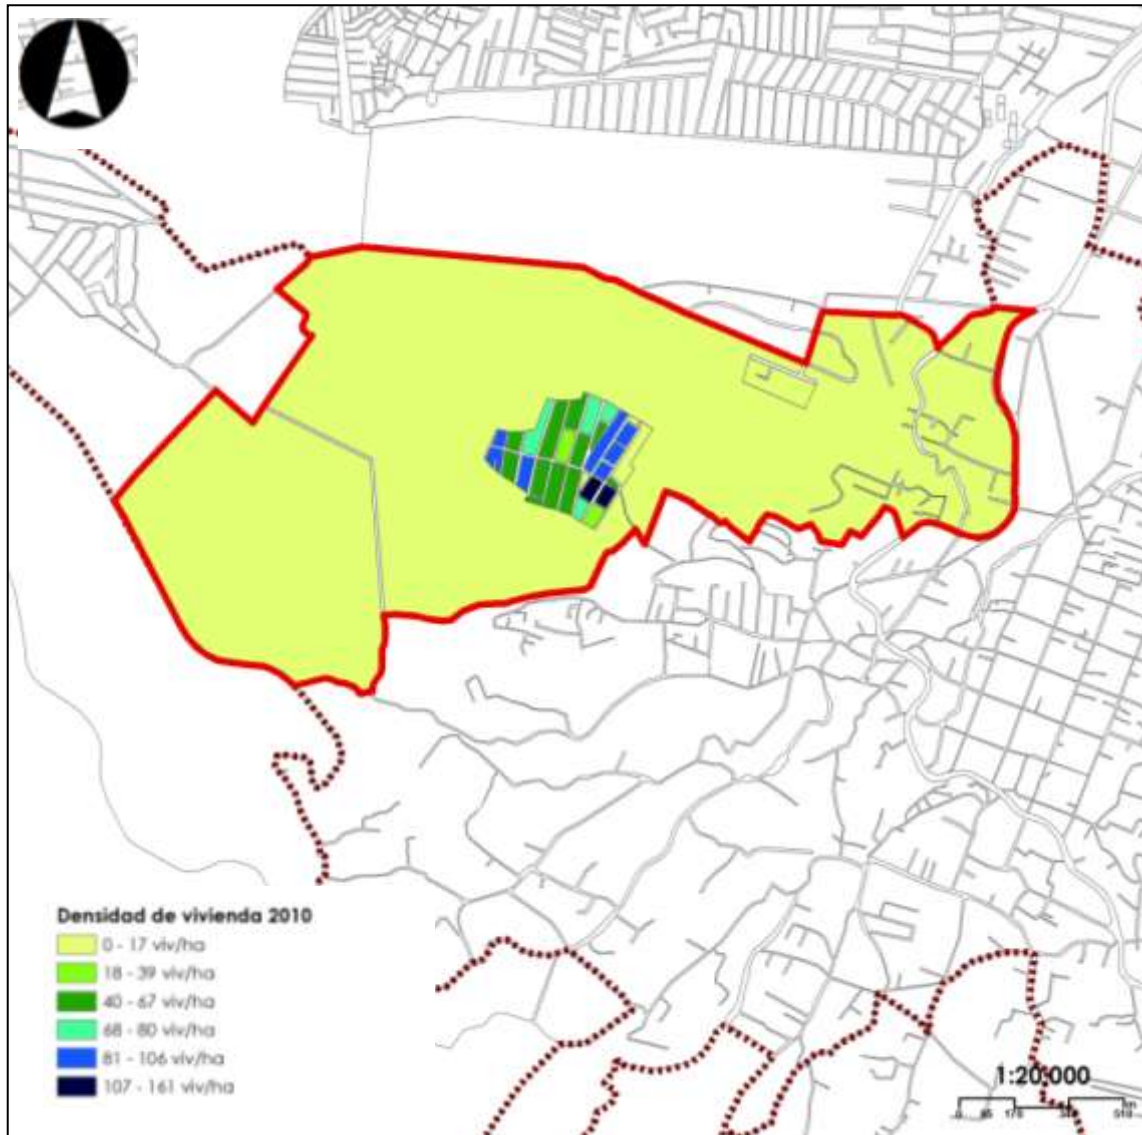 Densidad de vivienda 2010
0 - 17 viv/ha
18 - 39 viv/ha
40 - 67 viv/ha
68 - 80 viv/ha
81 - 106 viv/ha
107 - 161 viv/ha
1:20,000
0